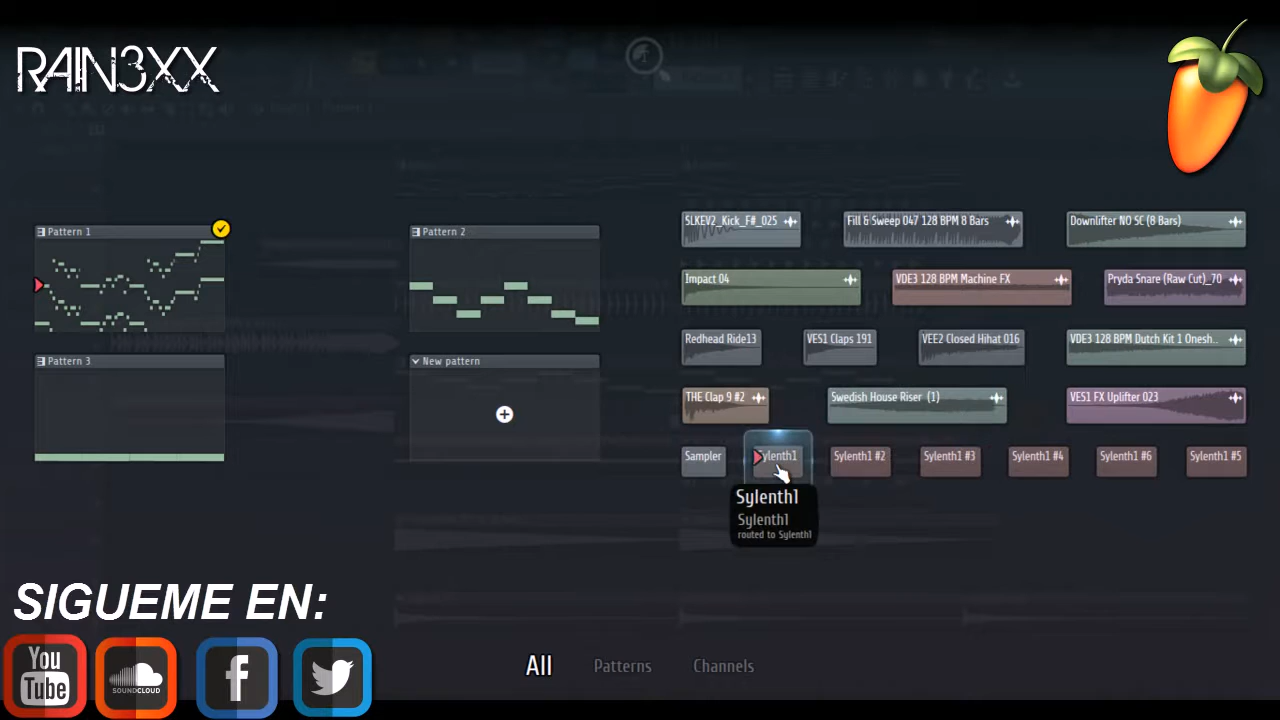 RAIN3XX
Pattern 1
Pattern 2
Pattern 3
New pattern
SLKEV2_Kick_F#_025
Fill & Sweep 047 128 BPM 8 Bars
Downlifter NO SC (8 Bars)
Impact 04
VDE3 128 BPM Machine FX
Pryda Snare (Raw Cut)_70
Redhead Ride13
VES1 Claps 191
VEE2 Closed Hihat 016
VDE3 128 BPM Dutch Kit 1 Onesh..
THE Clap 9 #2
Swedish House Riser (1)
VES1 FX Uplifter 023
Sampler
Sylenth1
Sylenth1 #2
Sylenth1 #3
Sylenth1 #4
Sylenth1 #6
Sylenth1 #5
Sylenth1
Sylenth1
routed to Sylenth1
SIGUEME EN:
You
Tube
SOUNDCLOUD
All
Patterns
Channels